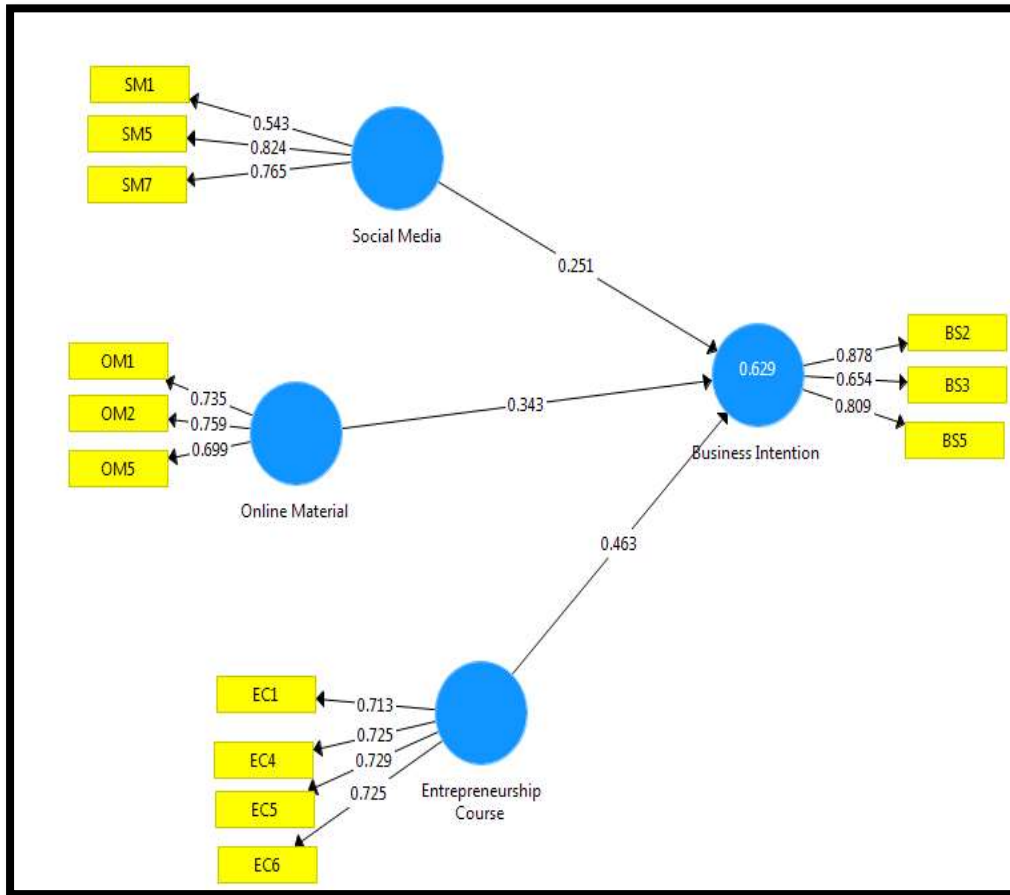 SM1
0.543
SM5
0.824
SM7
0.765
Social Media
0.251
OM1
0.735
OM2
0.759
OM5
0.699
Online Material
0.343
0.629
Business Intention
BS2
0.878
BS3
0.654
BS5
0.809
0.463
EC1
0.713
EC4
0.725
EC5
0.729
EC6
0.725
Entrepreneurship
Course